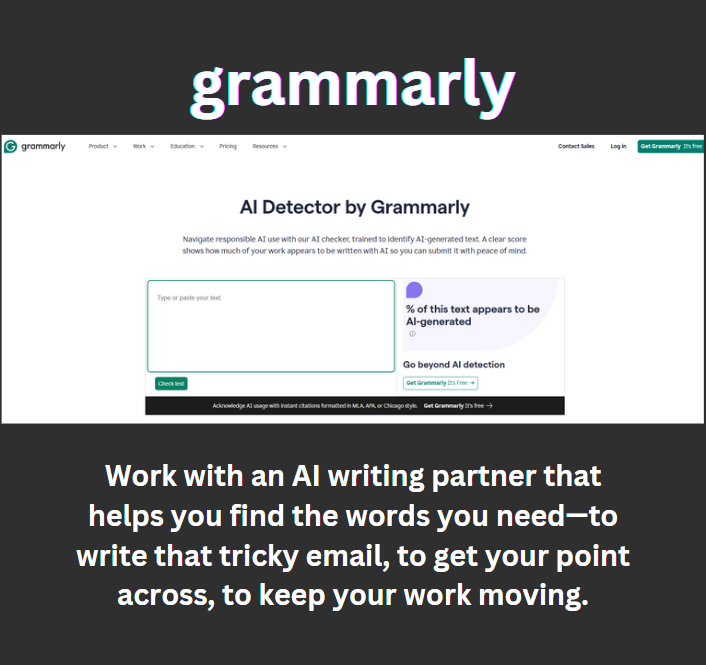 grammarly
grammarly Product Work Education Pricing Resources Contact Sales Log in Get Grammarly It's free
AI Detector by Grammarly
Navigate responsible AI use with our AI checker, trained to identify AI-generated text. A clear score
shows how much of your work appears to be written with AI so you can submit it with peace of mind.
Type or paste your text
% of this text appears to be
AI-generated
Go beyond AI detection
Check text
Get Grammarly It's Free →
Acknowledge AI usage with instant citations formatted in MLA, APA, or Chicago style. Get Grammarly It's free →
Work with an AI writing partner that
helps you find the words you need—to
write that tricky email, to get your point
across, to keep your work moving.